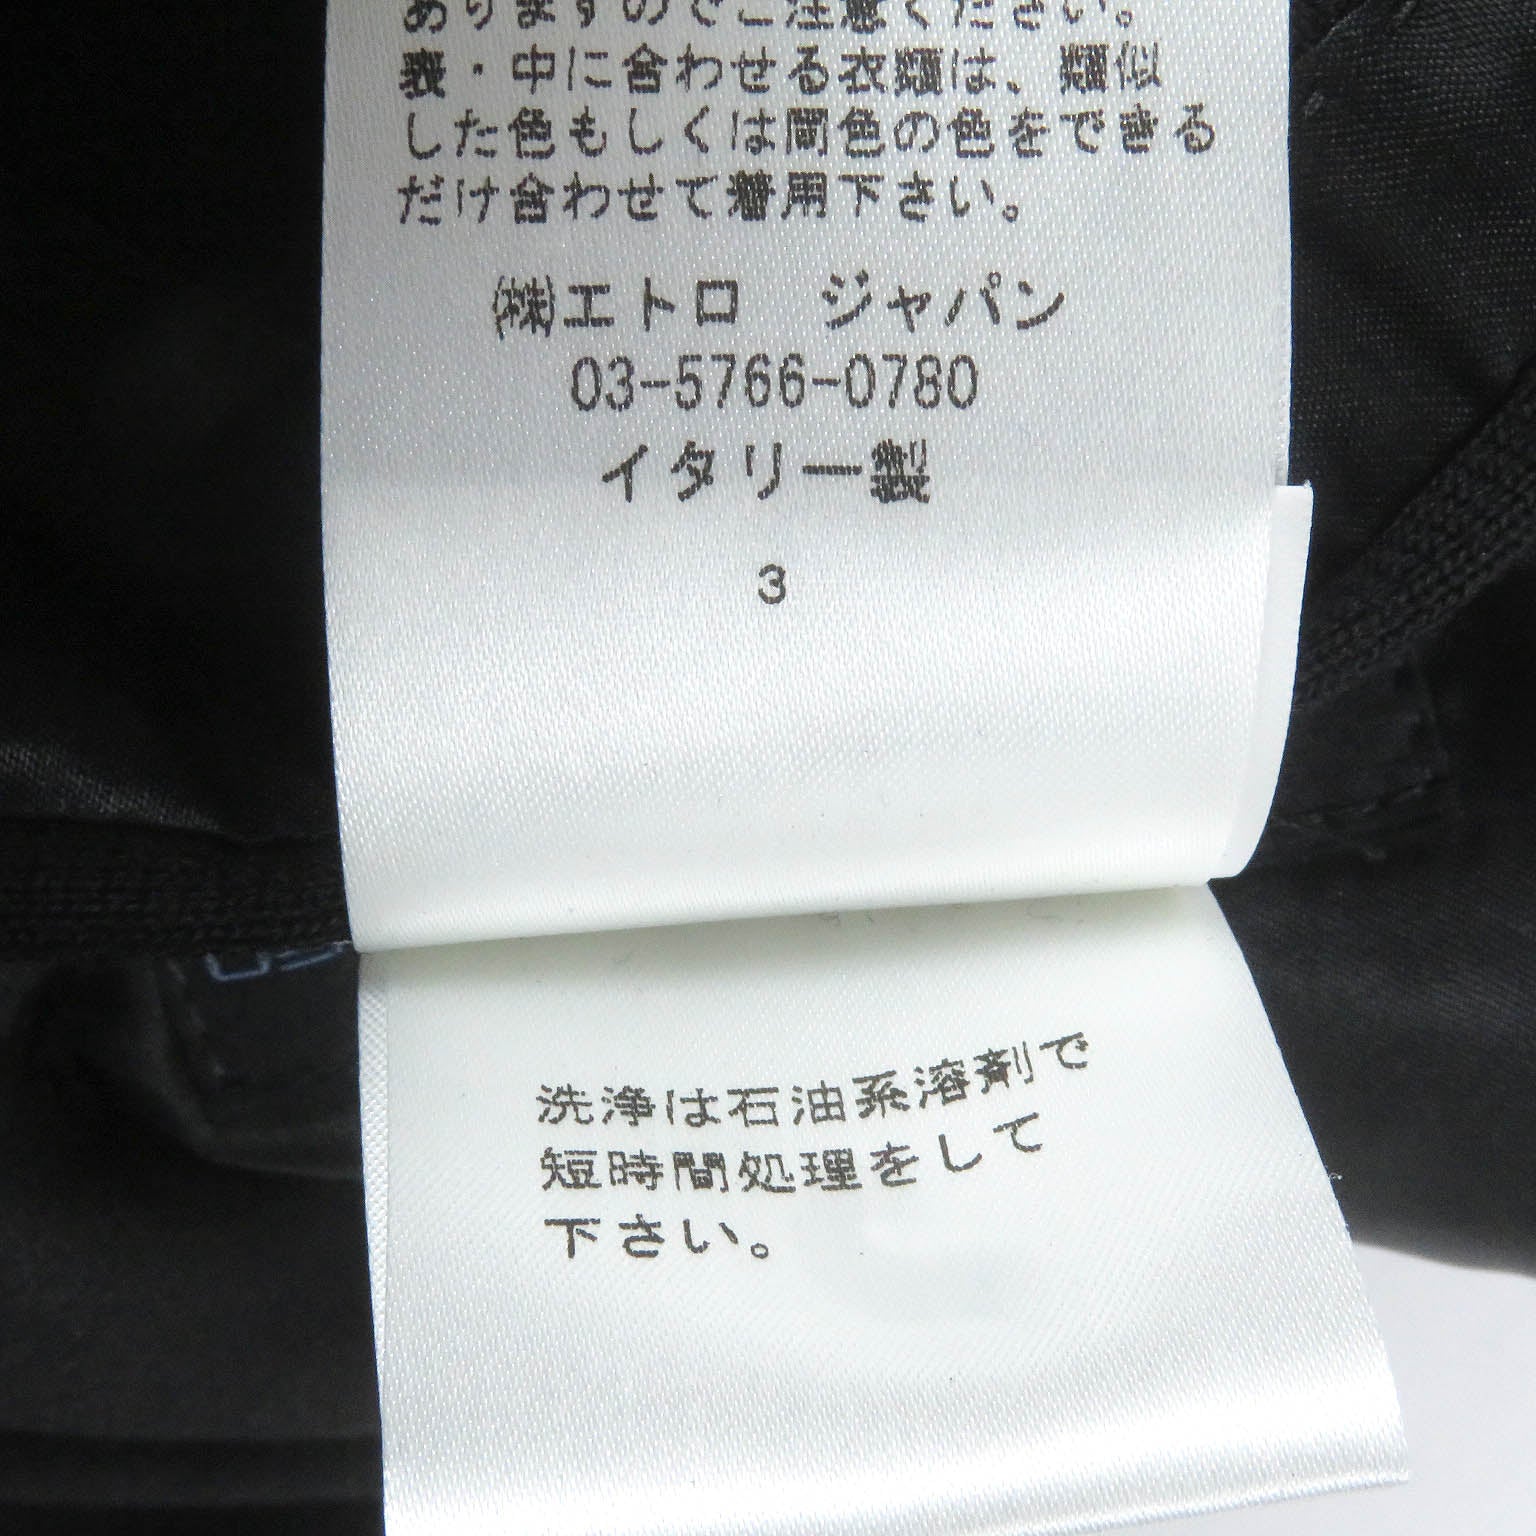 ありますのでご注意ください。
裏・中に合わせる衣類は、類似
した色もしくは同色の色をできる
だけ合わせて着用下さい。
㈱エトロ　ジャパン
03-5766-0780
イタリー製
3
洗浄は石油系溶剤で
短時間処理をして
下さい。